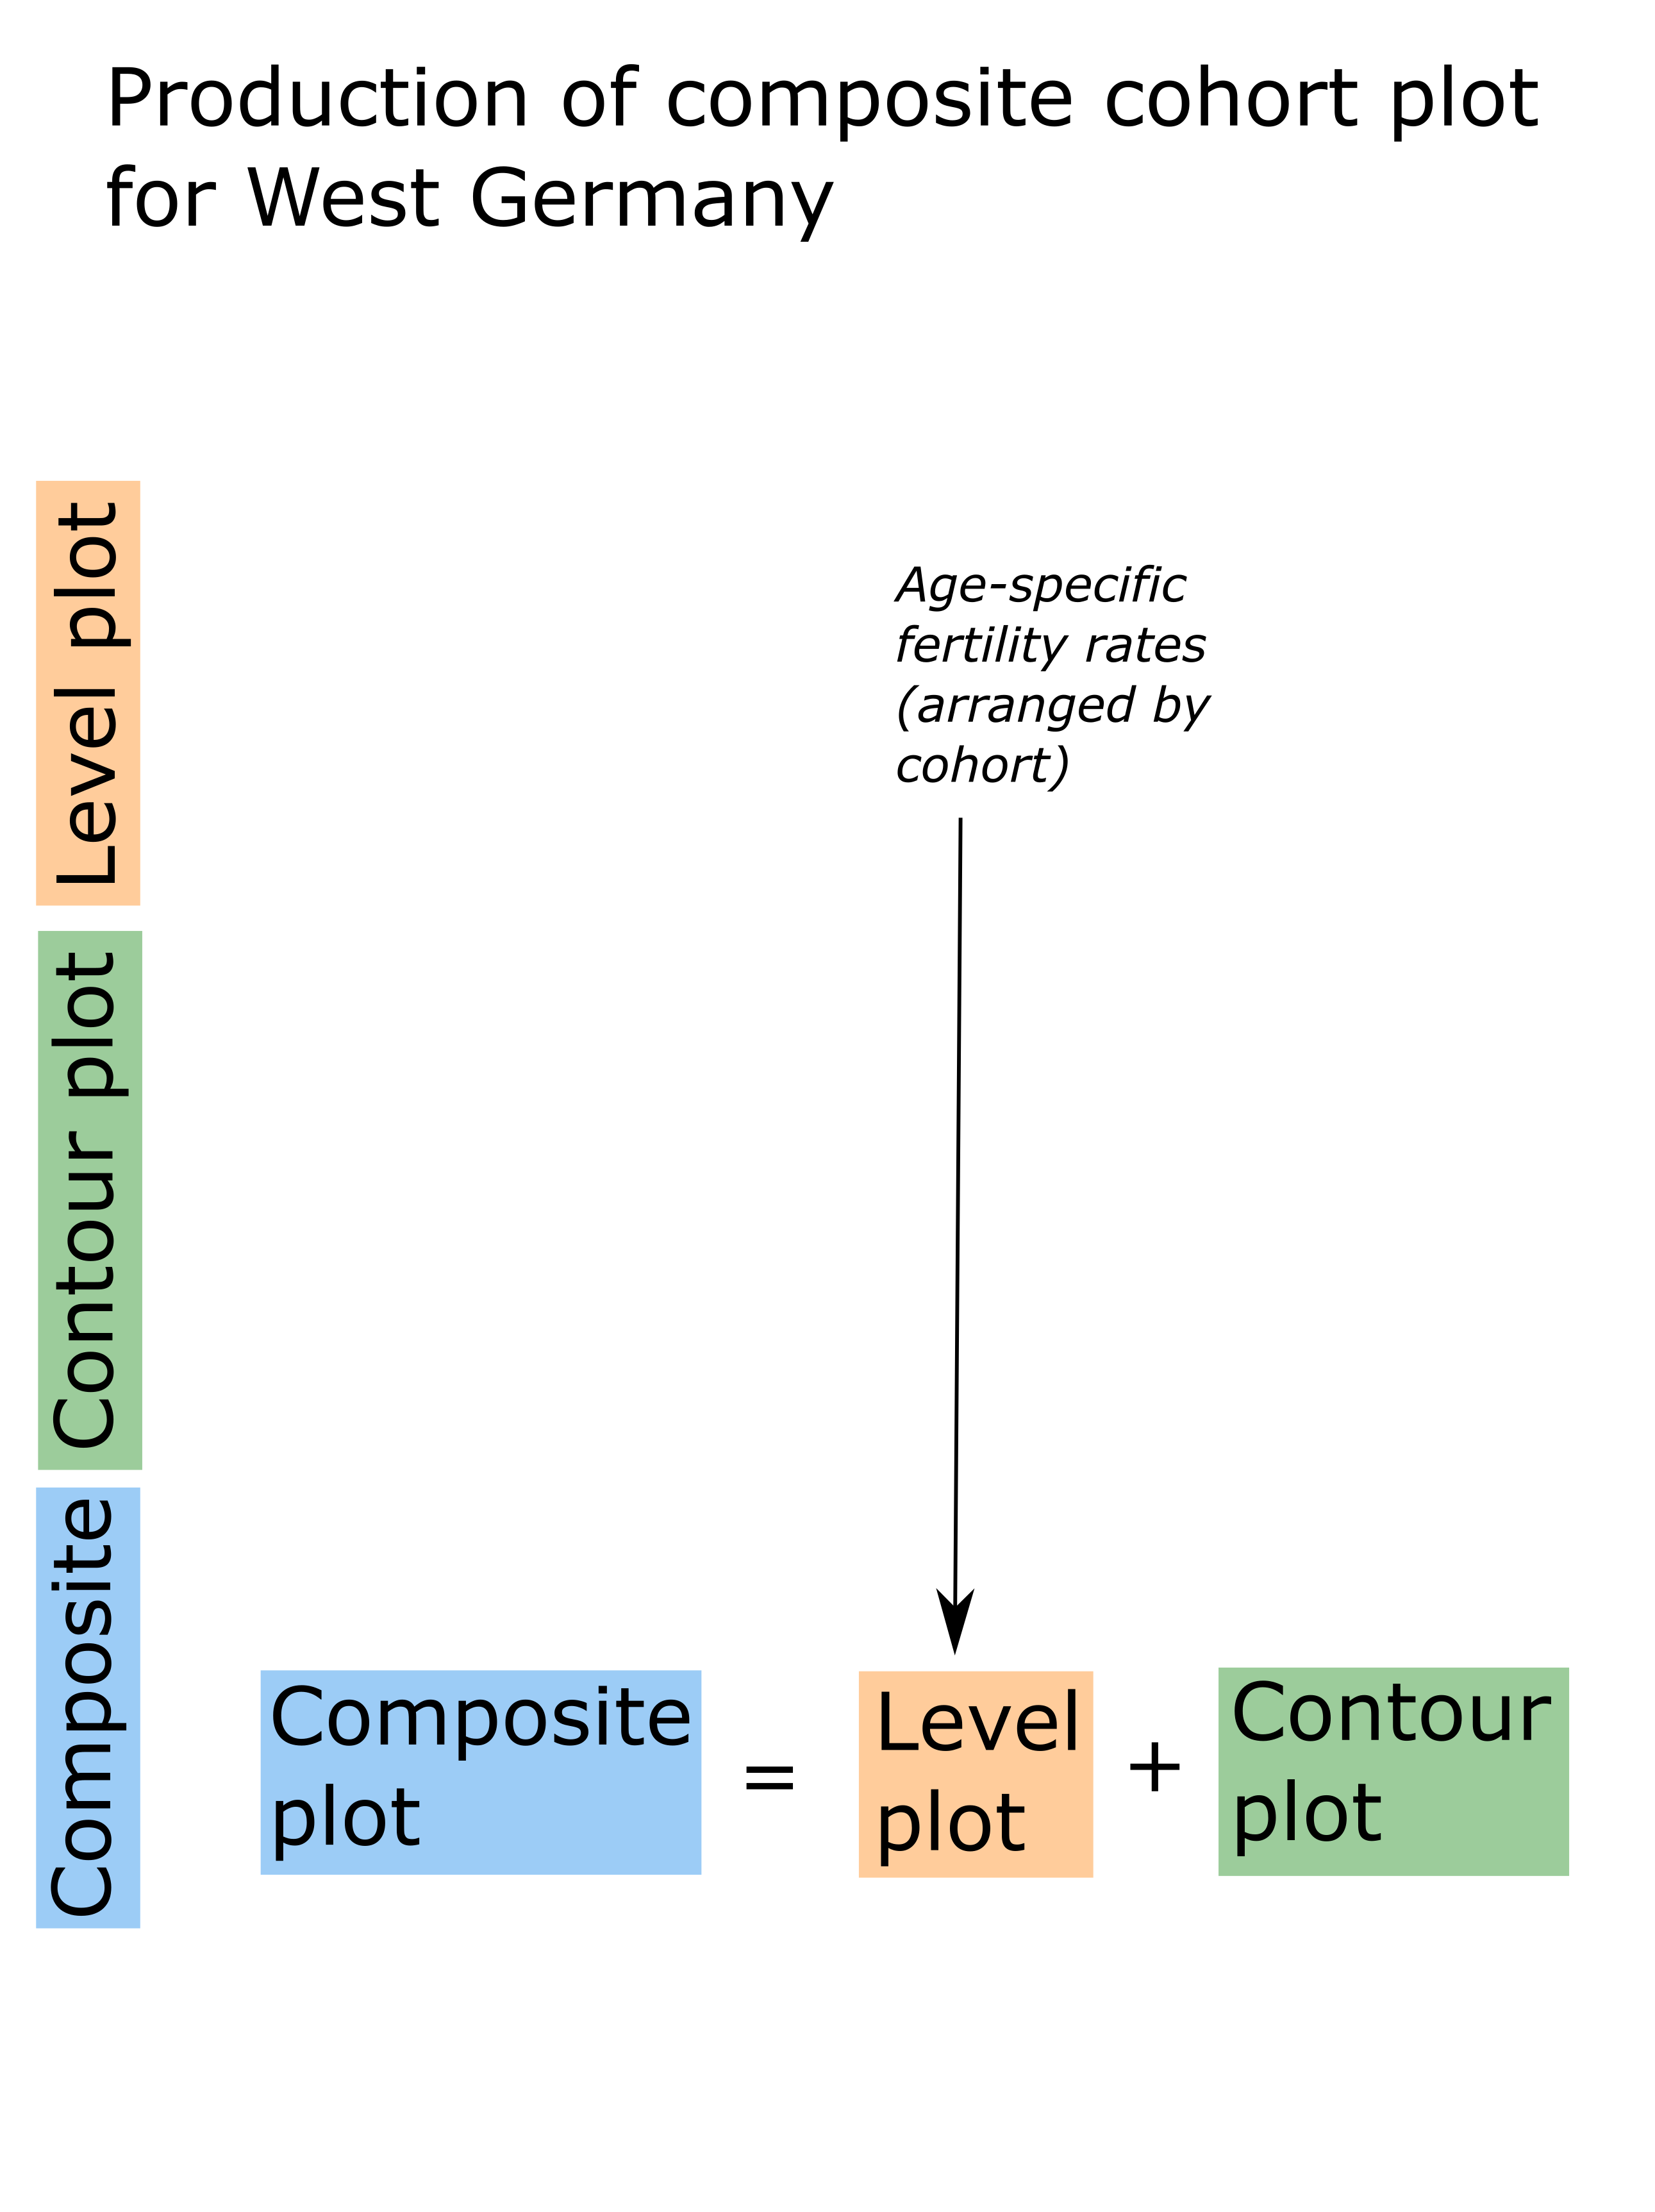 Production of composite cohort plot
for West Germany
Level plot
Age-specific
fertility rates
(arranged by
cohort)
Contour plot
Composite
Composite
plot
=
Level
plot
+
Contour
plot